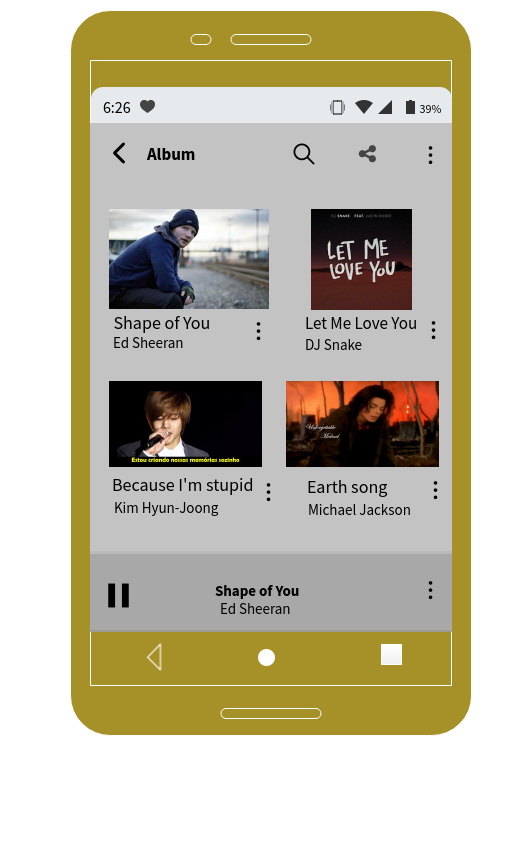 6:26
39%
Album
DJ SNAKE FEAT. JUSTIN BIEBER
LET ME
LOVE YOU
Shape of You
Ed Sheeran
Let Me Love You
DJ Snake
Estou criando nossas memórias sozinho
Unforgettable
Michael
Because I'm stupid
Kim Hyun-Joong
Earth song
Michael Jackson
Shape of You
Ed Sheeran